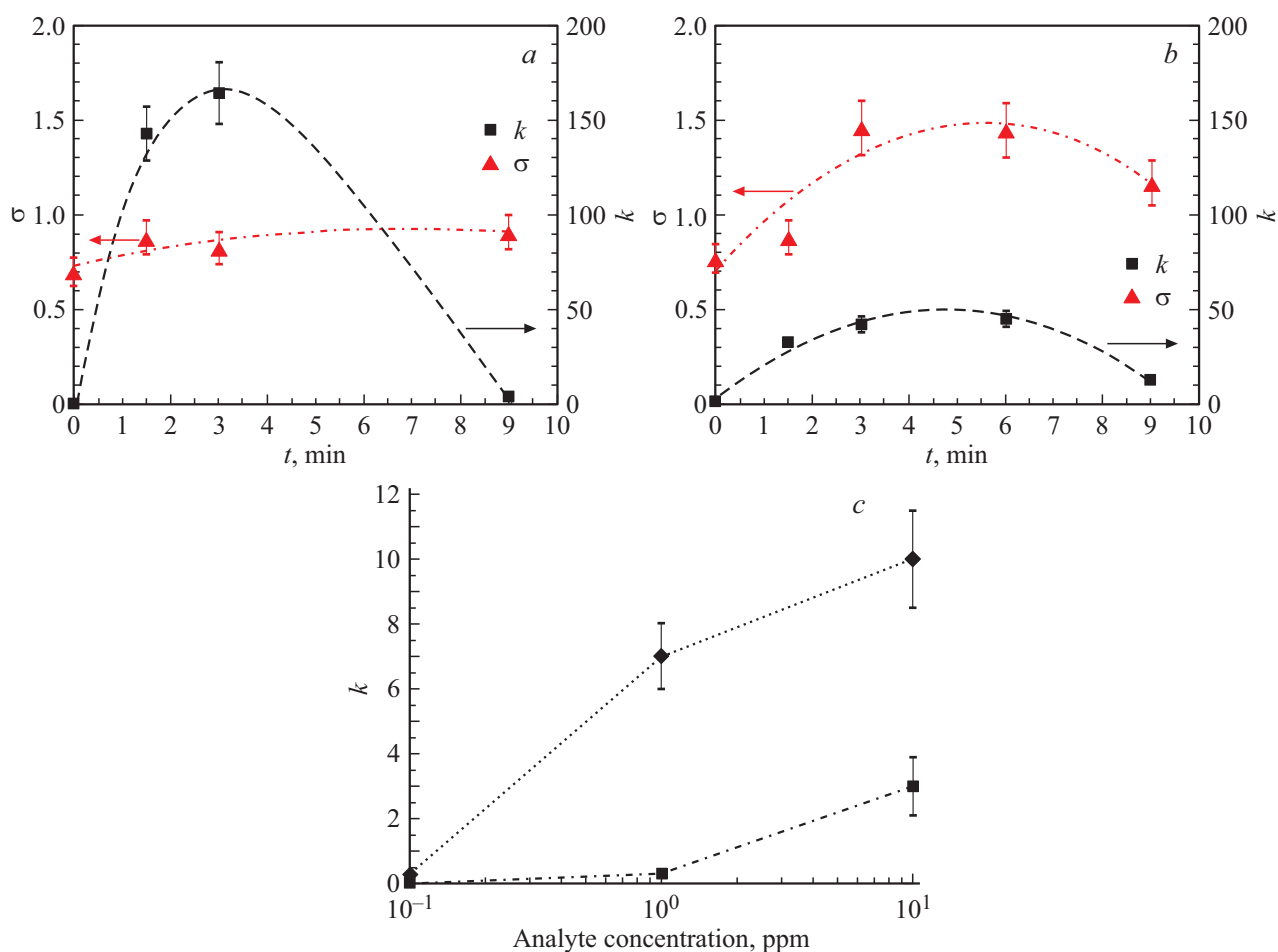 a
2.0
1.5
1.0
0.5
0
σ
200
150
100
50
0
k
k
σ
0 1 2 3 4 5 6 7 8 9 10
t, min
b
2.0
1.5
1.0
0.5
0
σ
200
150
100
50
0
k
k
σ
0 1 2 3 4 5 6 7 8 9 10
t, min
c
12
10
8
6
4
2
0
k
10⁻¹ 10⁰ 10¹
Analyte concentration, ppm